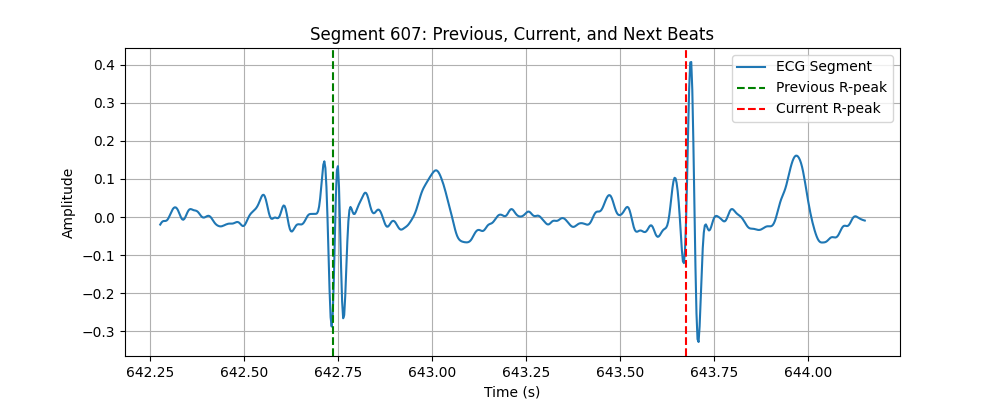 Segment 607: Previous, Current, and Next Beats
ECG Segment
Previous R-peak
Current R-peak
Amplitude
0.4
0.3
0.2
0.1
0.0
−0.1
−0.2
−0.3
642.25 642.50 642.75 643.00 643.25 643.50 643.75 644.00
Time (s)